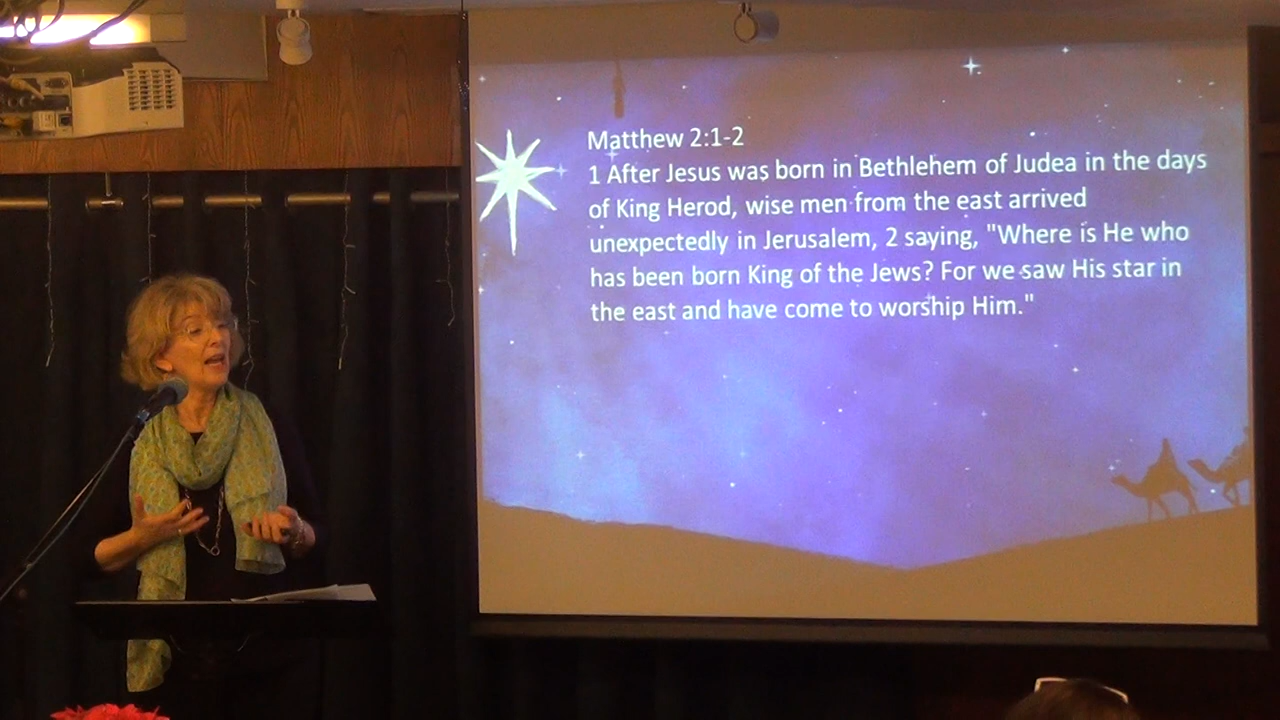 Matthew 2:1-2
1 After Jesus was born in Bethlehem of Judea in the days
of King Herod, wise men from the east arrived
unexpectedly in Jerusalem, 2 saying, "Where is He who
has been born King of the Jews? For we saw His star in
the east and have come to worship Him."